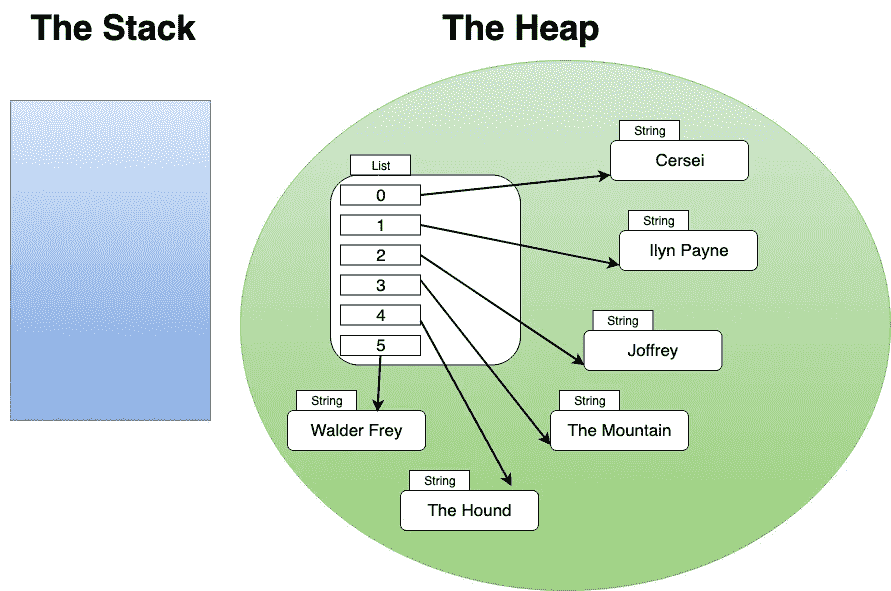 The Stack
The Heap
String
Cersei
List
0
1
2
3
4
5
String
Ilyn Payne
String
Joffrey
String
Walder Frey
String
The Mountain
String
The Hound